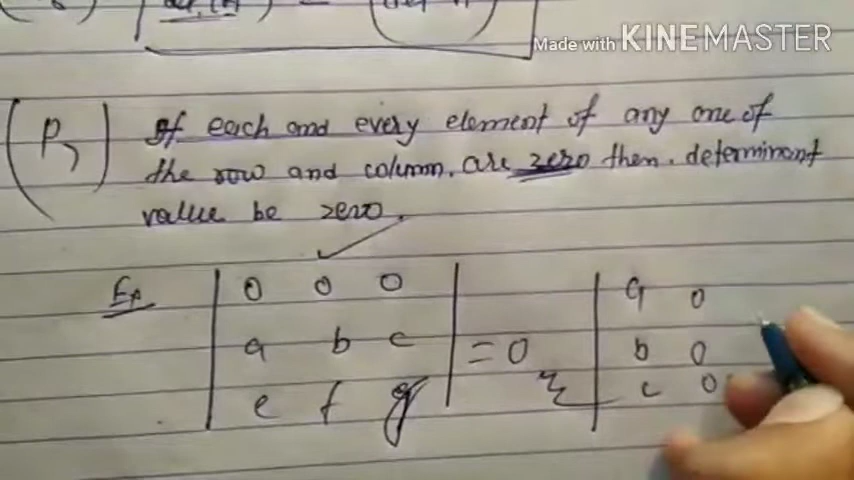 Made with KINEMASTER
P7 If each and every element of any one of
the row and column. are zero then. determinant
value be zero.
Ex 0 0 0 a 0
a b c = 0 b 0
e f g c 0